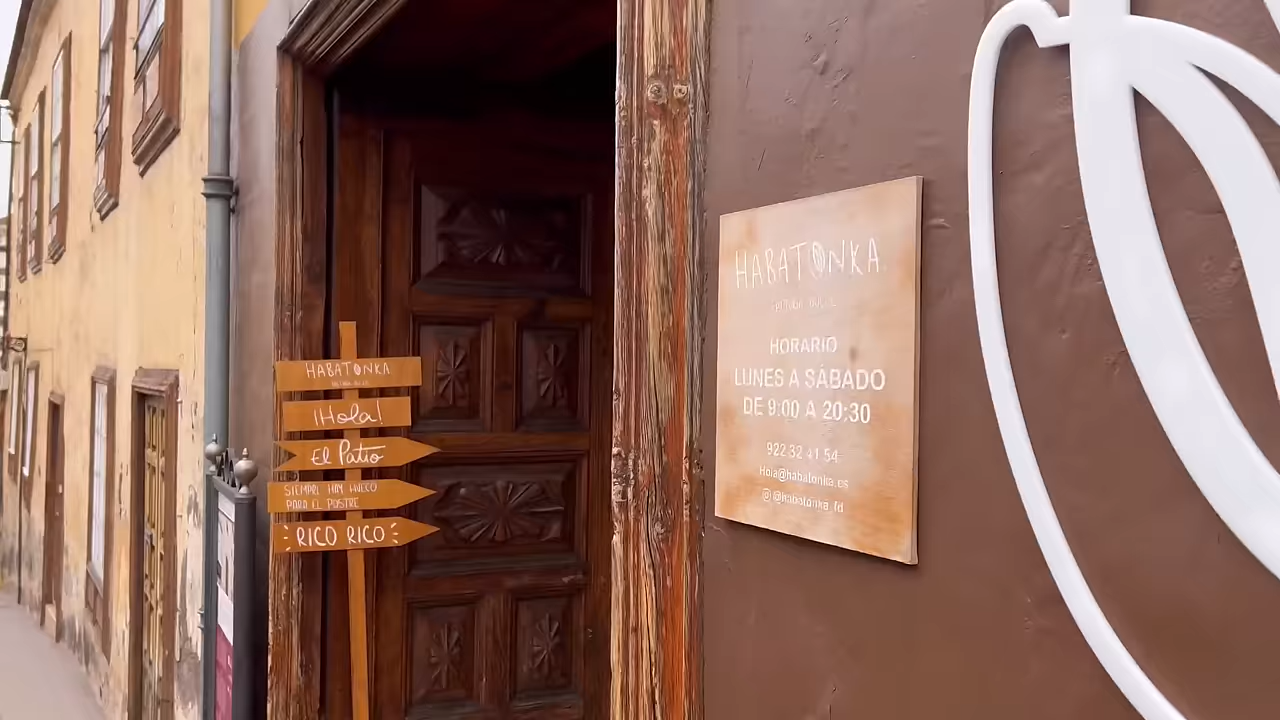 HABATONKA
¡Hola!
El Patio
SIEMPRE HAY HUECO
PARA EL POSTRE
RICO RICO
HABATONKA
HORARIO
LUNES A SÁBADO
DE 9:00 A 20:30
922 32 41 54
Hola@habatonka.es
@habatonka_fd